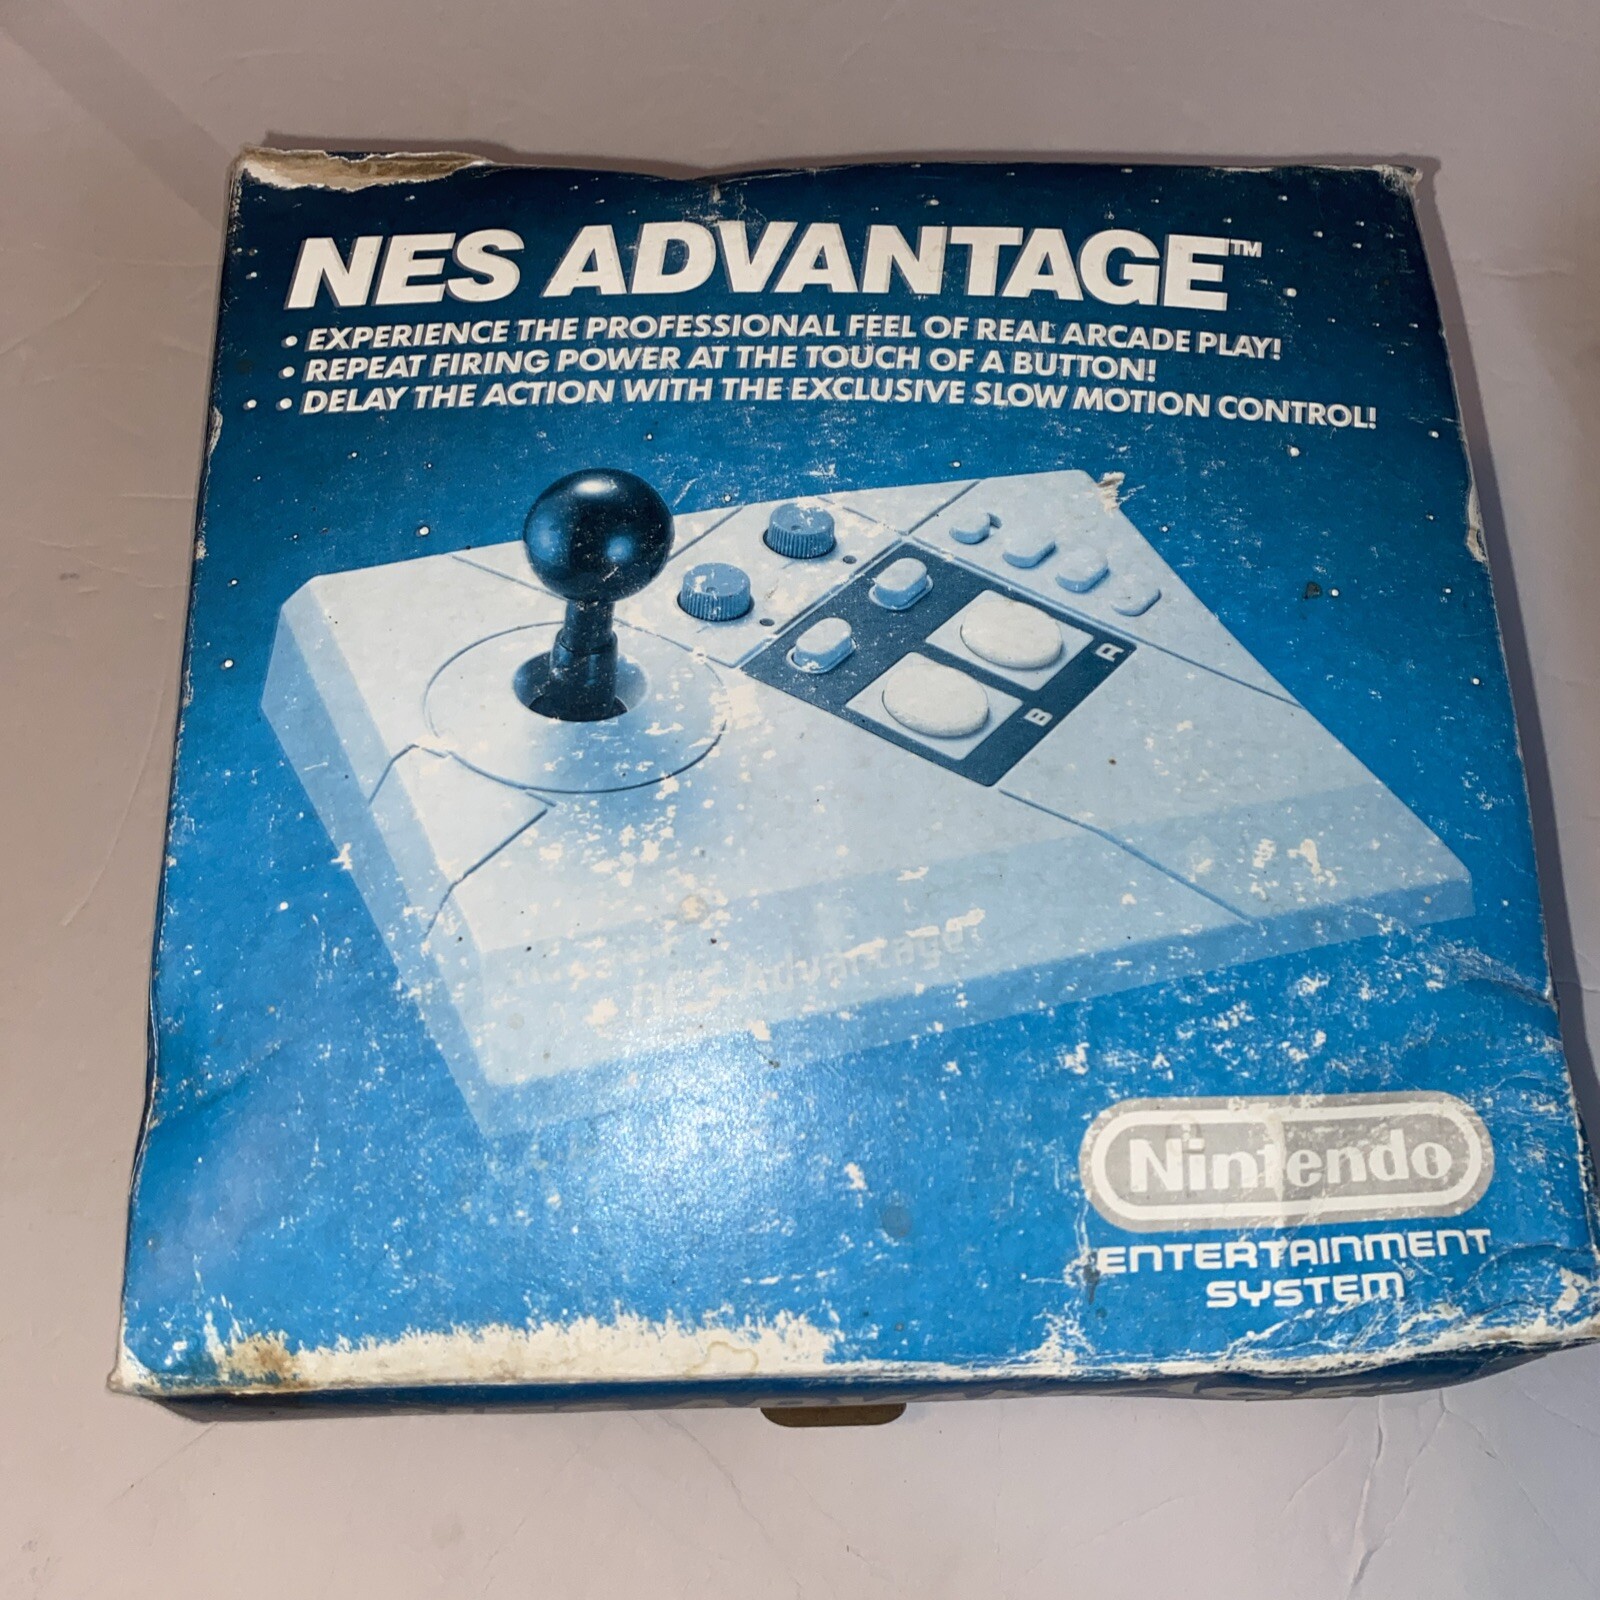 NES ADVANTAGE™
• EXPERIENCE THE PROFESSIONAL FEEL OF REAL ARCADE PLAY!
• REPEAT FIRING POWER AT THE TOUCH OF A BUTTON!
• DELAY THE ACTION WITH THE EXCLUSIVE SLOW MOTION CONTROL!
A
B
NES Advantage
Nintendo
ENTERTAINMENT
SYSTEM®